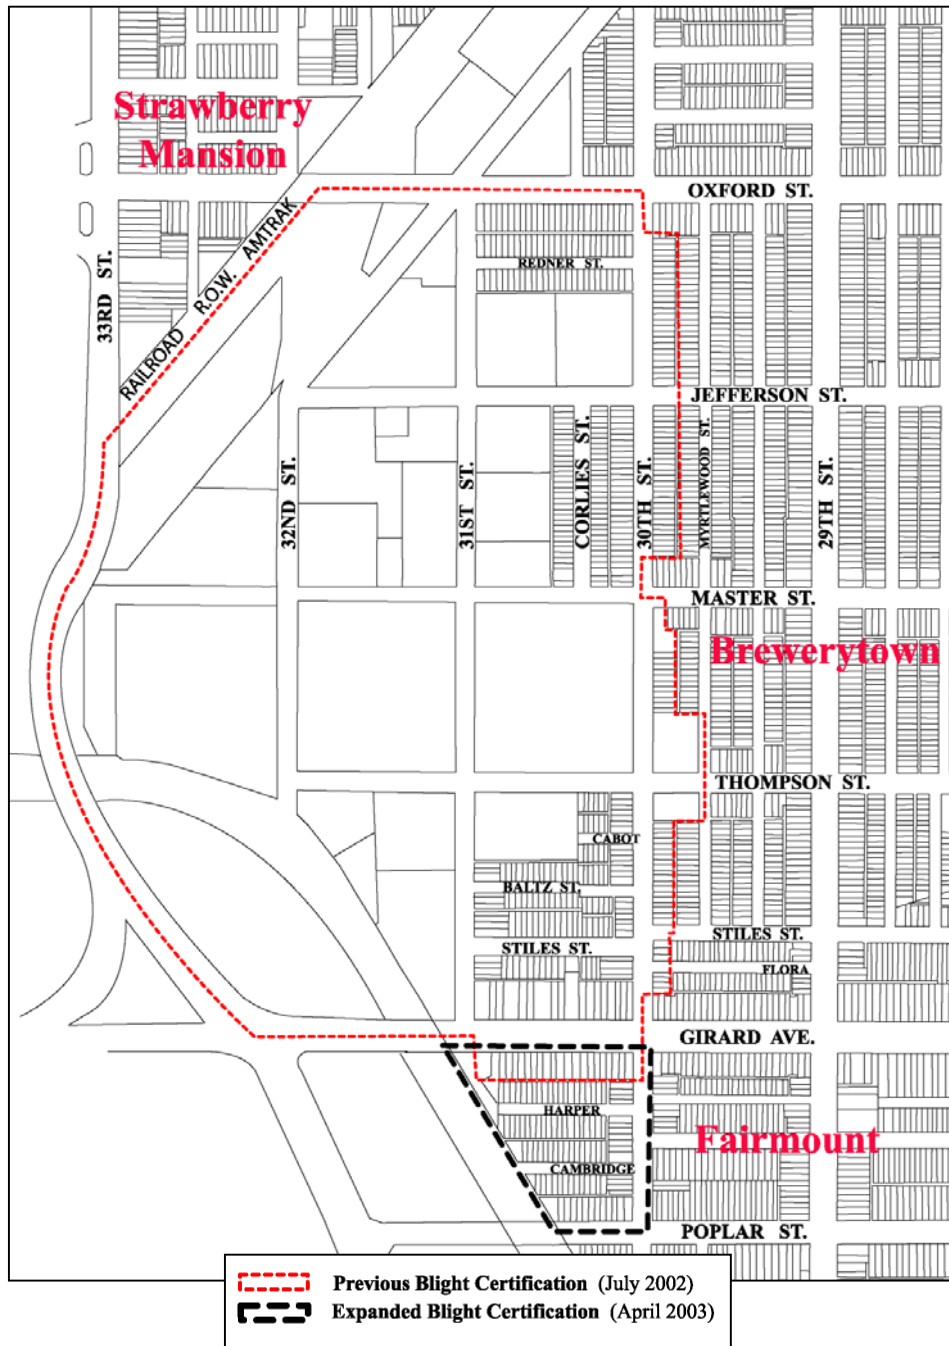 Strawberry
Mansion
OXFORD ST.
RAILROAD R.O.W. AMTRAK
33RD ST.
REDNER ST.
JEFFERSON ST.
32ND ST.
31ST ST.
CORLIES ST.
30TH ST.
MYRTLEWOOD ST.
29TH ST.
MASTER ST.
Brewerytown
THOMPSON ST.
CABOT
BALTZ ST.
STILES ST.
STILES ST.
FLORA
GIRARD AVE.
HARPER
Fairmount
CAMBRIDGE
POPLAR ST.
Previous Blight Certification (July 2002)
Expanded Blight Certification (April 2003)